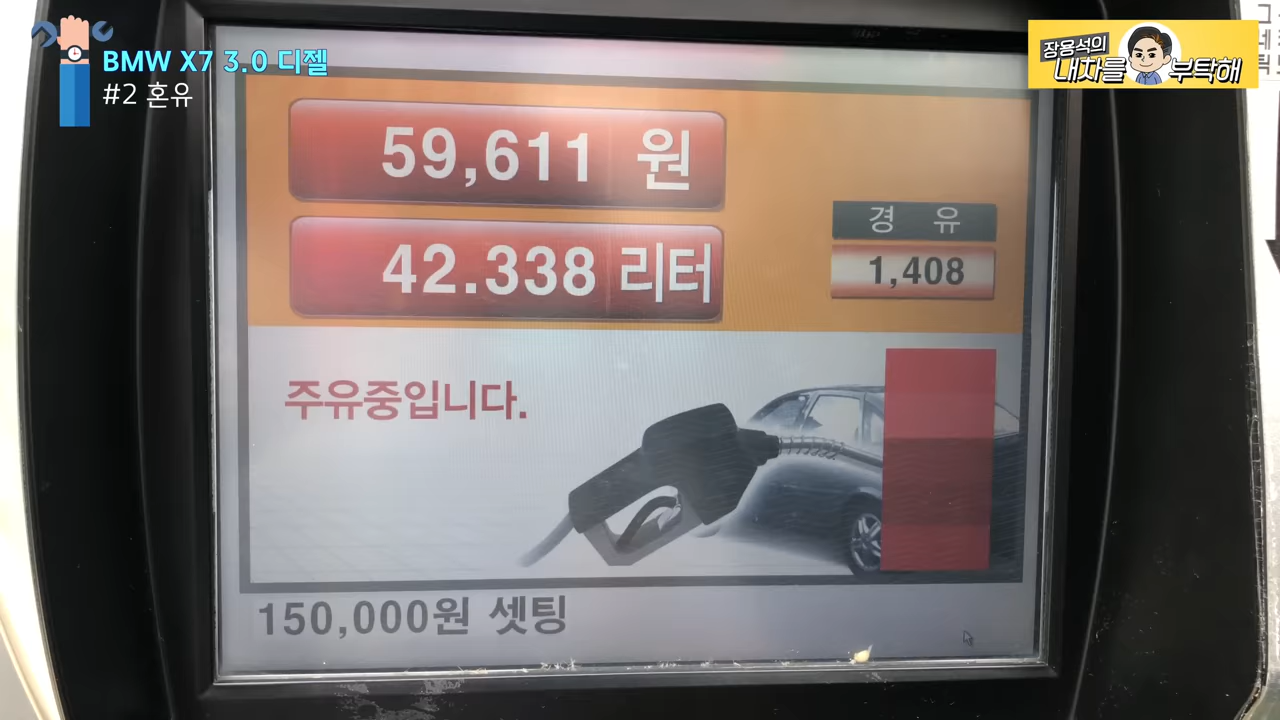 BMW X7 3.0 디젤
#2 혼유
장용석의
내차를 부탁해
59,611 원
42.338 리터
경 유
1,408
주유중입니다.
150,000원 셋팅